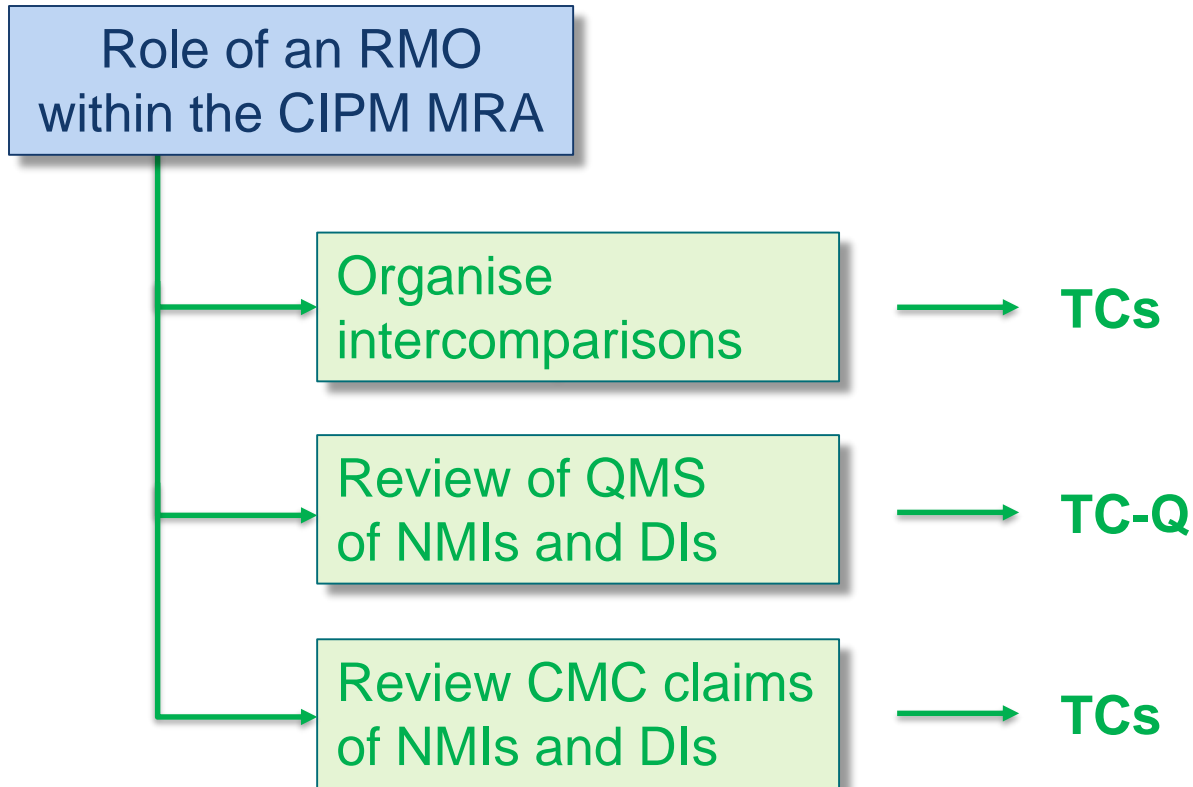 Role of an RMO
within the CIPM MRA
Organise
intercomparisons
TCs
Review of QMS
of NMIs and DIs
TC-Q
Review CMC claims
of NMIs and DIs
TCs